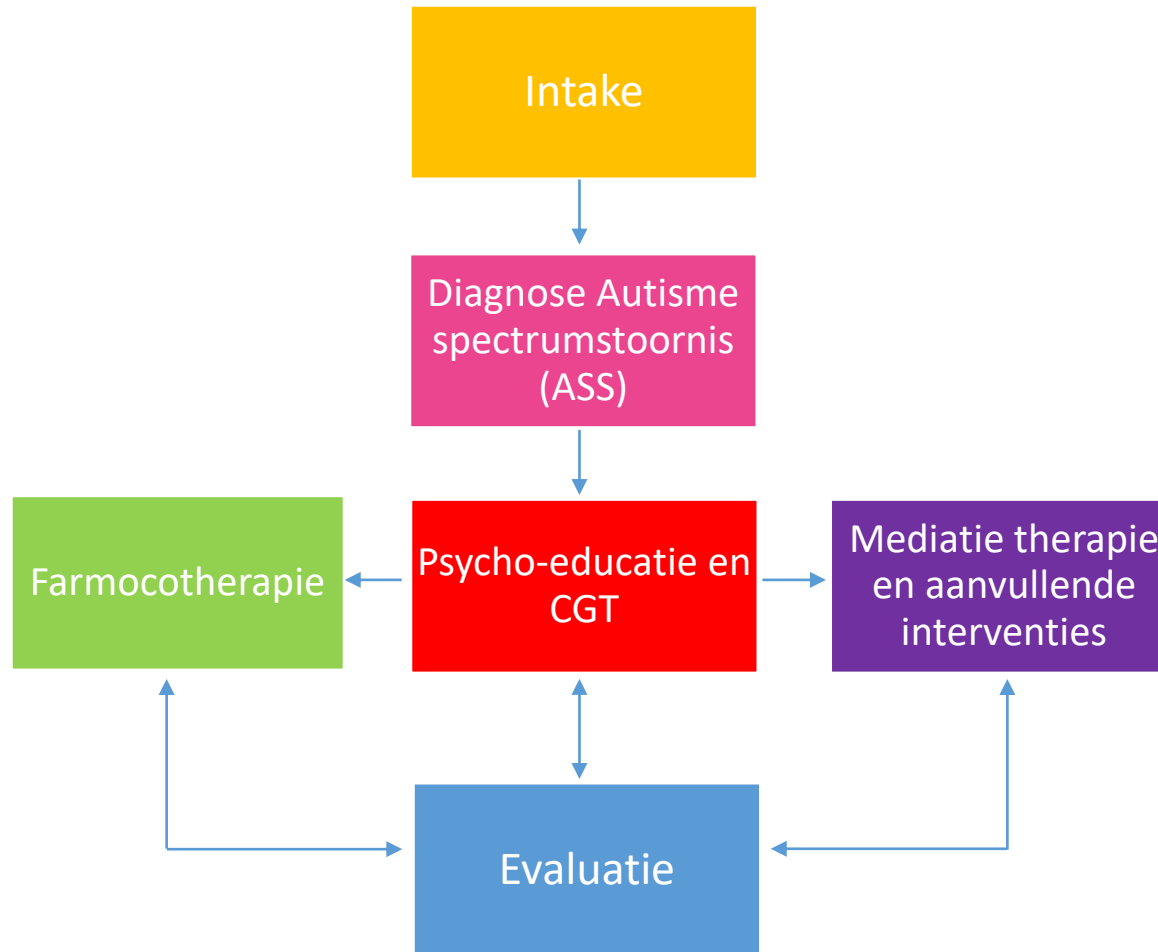 Intake
Diagnose Autisme
spectrumstoornis
(ASS)
Farmocotherapie
Psycho-educatie en
CGT
Mediatie therapie
en aanvullende
interventies
Evaluatie